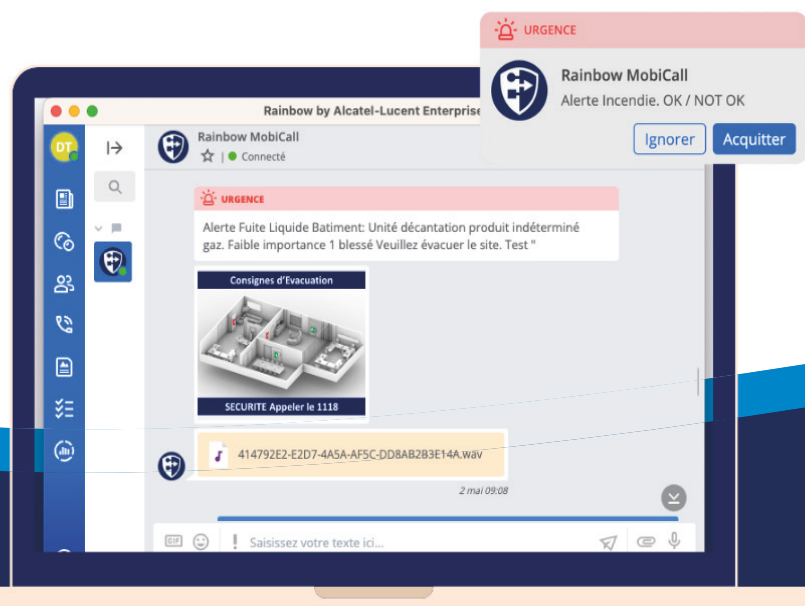 URGENCE
Rainbow MobiCall
Alerte Incendie. OK / NOT OK
Ignorer
Acquitter
Rainbow by Alcatel-Lucent Enterprise
DT
Rainbow MobiCall
| Connecté
URGENCE
Alerte Fuite Liquide Batiment: Unité décantation produit indéterminé
gaz. Faible importance 1 blessé Veuillez évacuer le site. Test "
Consignes d'Evacuation
SECURITE Appeler le 1118
414792E2-E2D7-4A5A-AF5C-DD8AB2B3E14A.wav
2 mai 09:08
GIF
Saisissez votre texte ici...